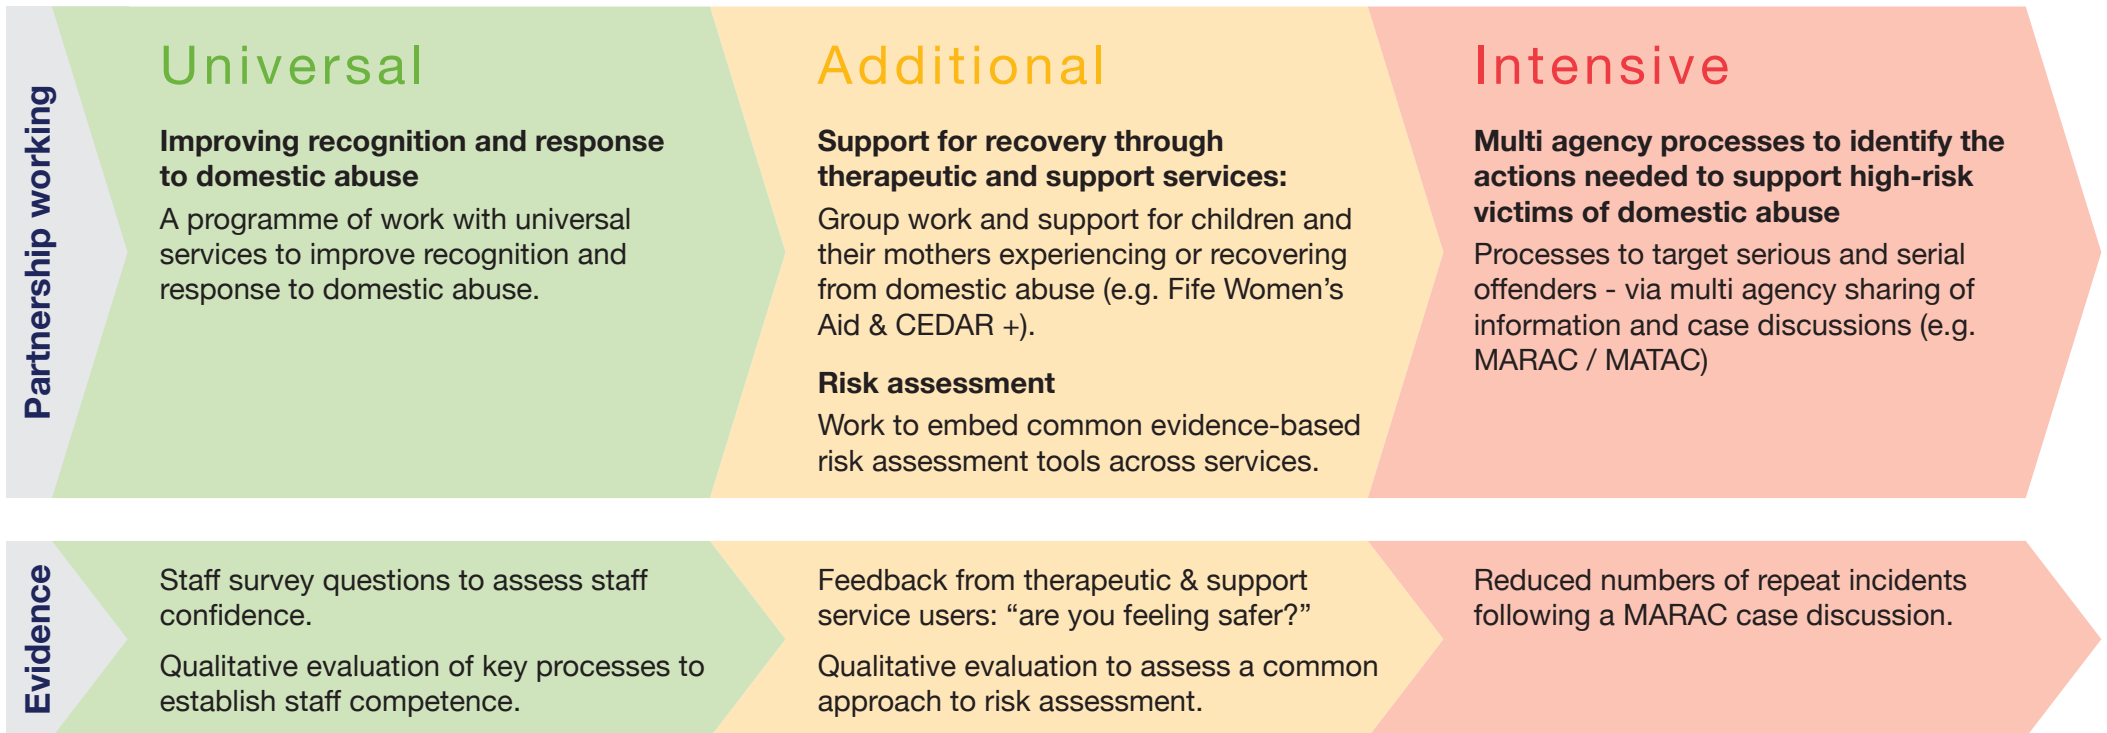 Partnership working
Universal
Improving recognition and response
to domestic abuse
A programme of work with universal
services to improve recognition and
response to domestic abuse.
Additional
Support for recovery through
therapeutic and support services:
Group work and support for children and
their mothers experiencing or recovering
from domestic abuse (e.g. Fife Women’s
Aid & CEDAR +).
Risk assessment
Work to embed common evidence-based
risk assessment tools across services.
Intensive
Multi agency processes to identify the
actions needed to support high-risk
victims of domestic abuse
Processes to target serious and serial
offenders - via multi agency sharing of
information and case discussions (e.g.
MARAC / MATAC)
Evidence
Staff survey questions to assess staff
confidence.
Qualitative evaluation of key processes to
establish staff competence.
Feedback from therapeutic & support
service users: “are you feeling safer?”
Qualitative evaluation to assess a common
approach to risk assessment.
Reduced numbers of repeat incidents
following a MARAC case discussion.